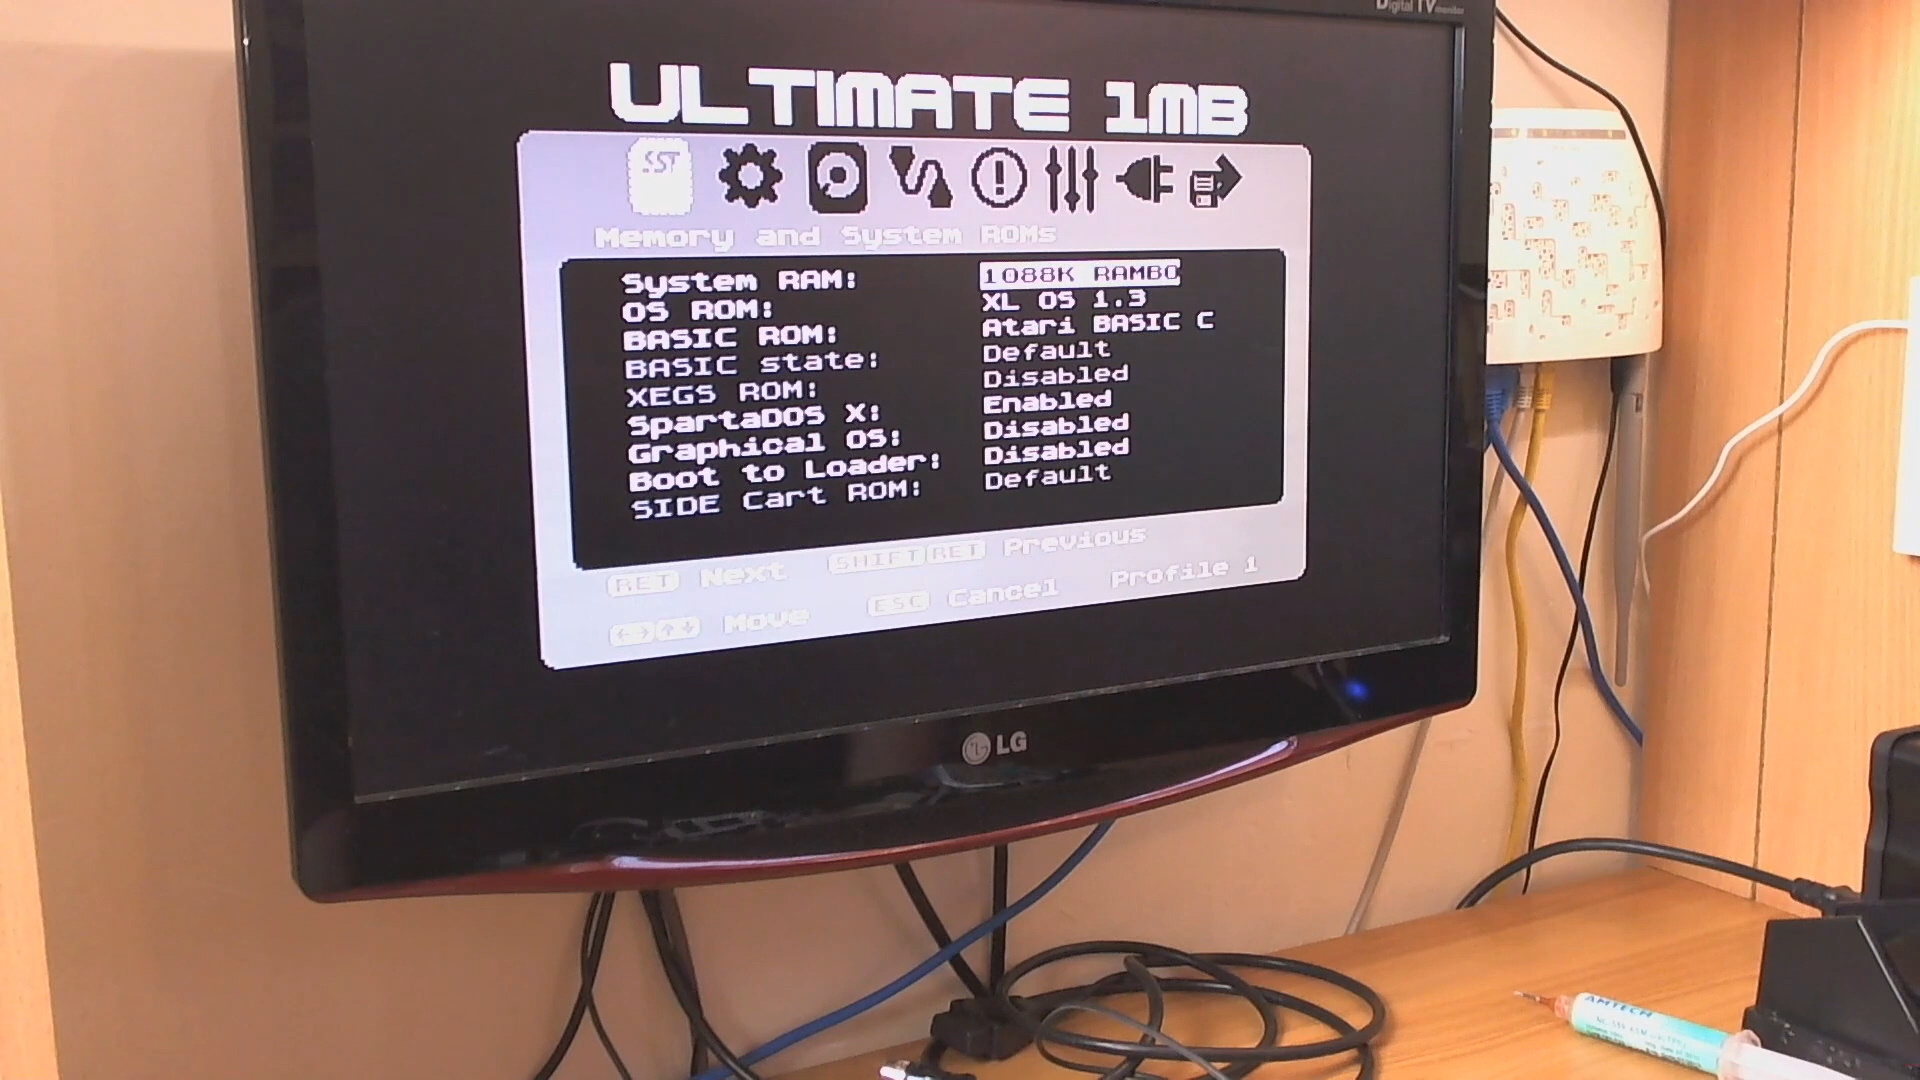 Digital TV monitor
ULTIMATE 1MB
SST
Memory and System ROMs
System RAM: 1088K RAMBO
OS ROM: XL OS 1.3
BASIC ROM: Atari BASIC C
BASIC state: Default
XEGS ROM: Disabled
SpartaDOS X: Enabled
Graphical OS: Disabled
Boot to Loader: Disabled
SIDE Cart ROM: Default
RET Next SHIFT RET Previous
←→↑↓ Move ESC Cancel Profile 1
LG
AMTECH